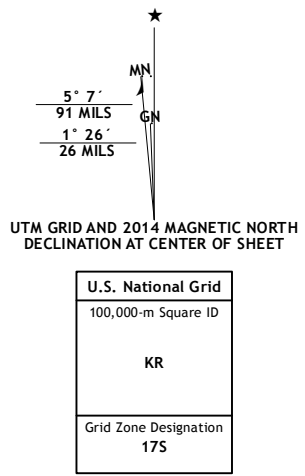 MN
GN
5° 7´
91 MILS
1° 26´
26 MILS
UTM GRID AND 2014 MAGNETIC NORTH
DECLINATION AT CENTER OF SHEET
U.S. National Grid
100,000-m Square ID
KR
Grid Zone Designation
17S